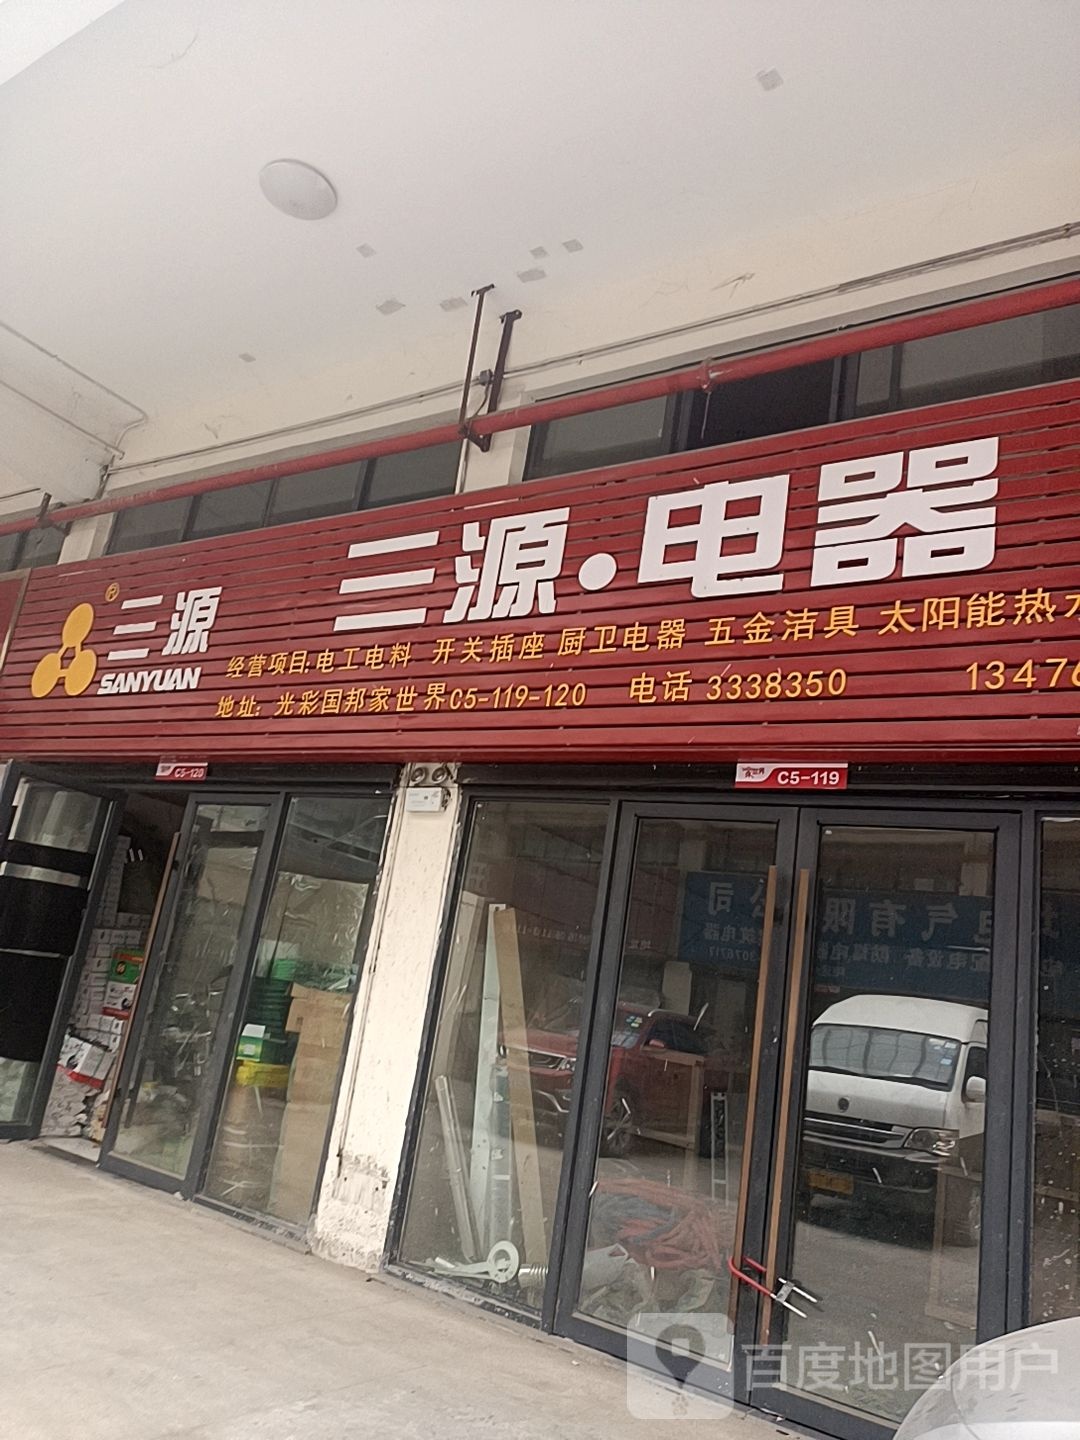 三源·电器
®三源
SANYUAN
经营项目:电工电料 开关插座 厨卫电器 五金洁具 太阳能热水
地址: 光彩国邦家世界C5-119-120 电话 3338350 1347
C5-120
C5-119
百度地图用户